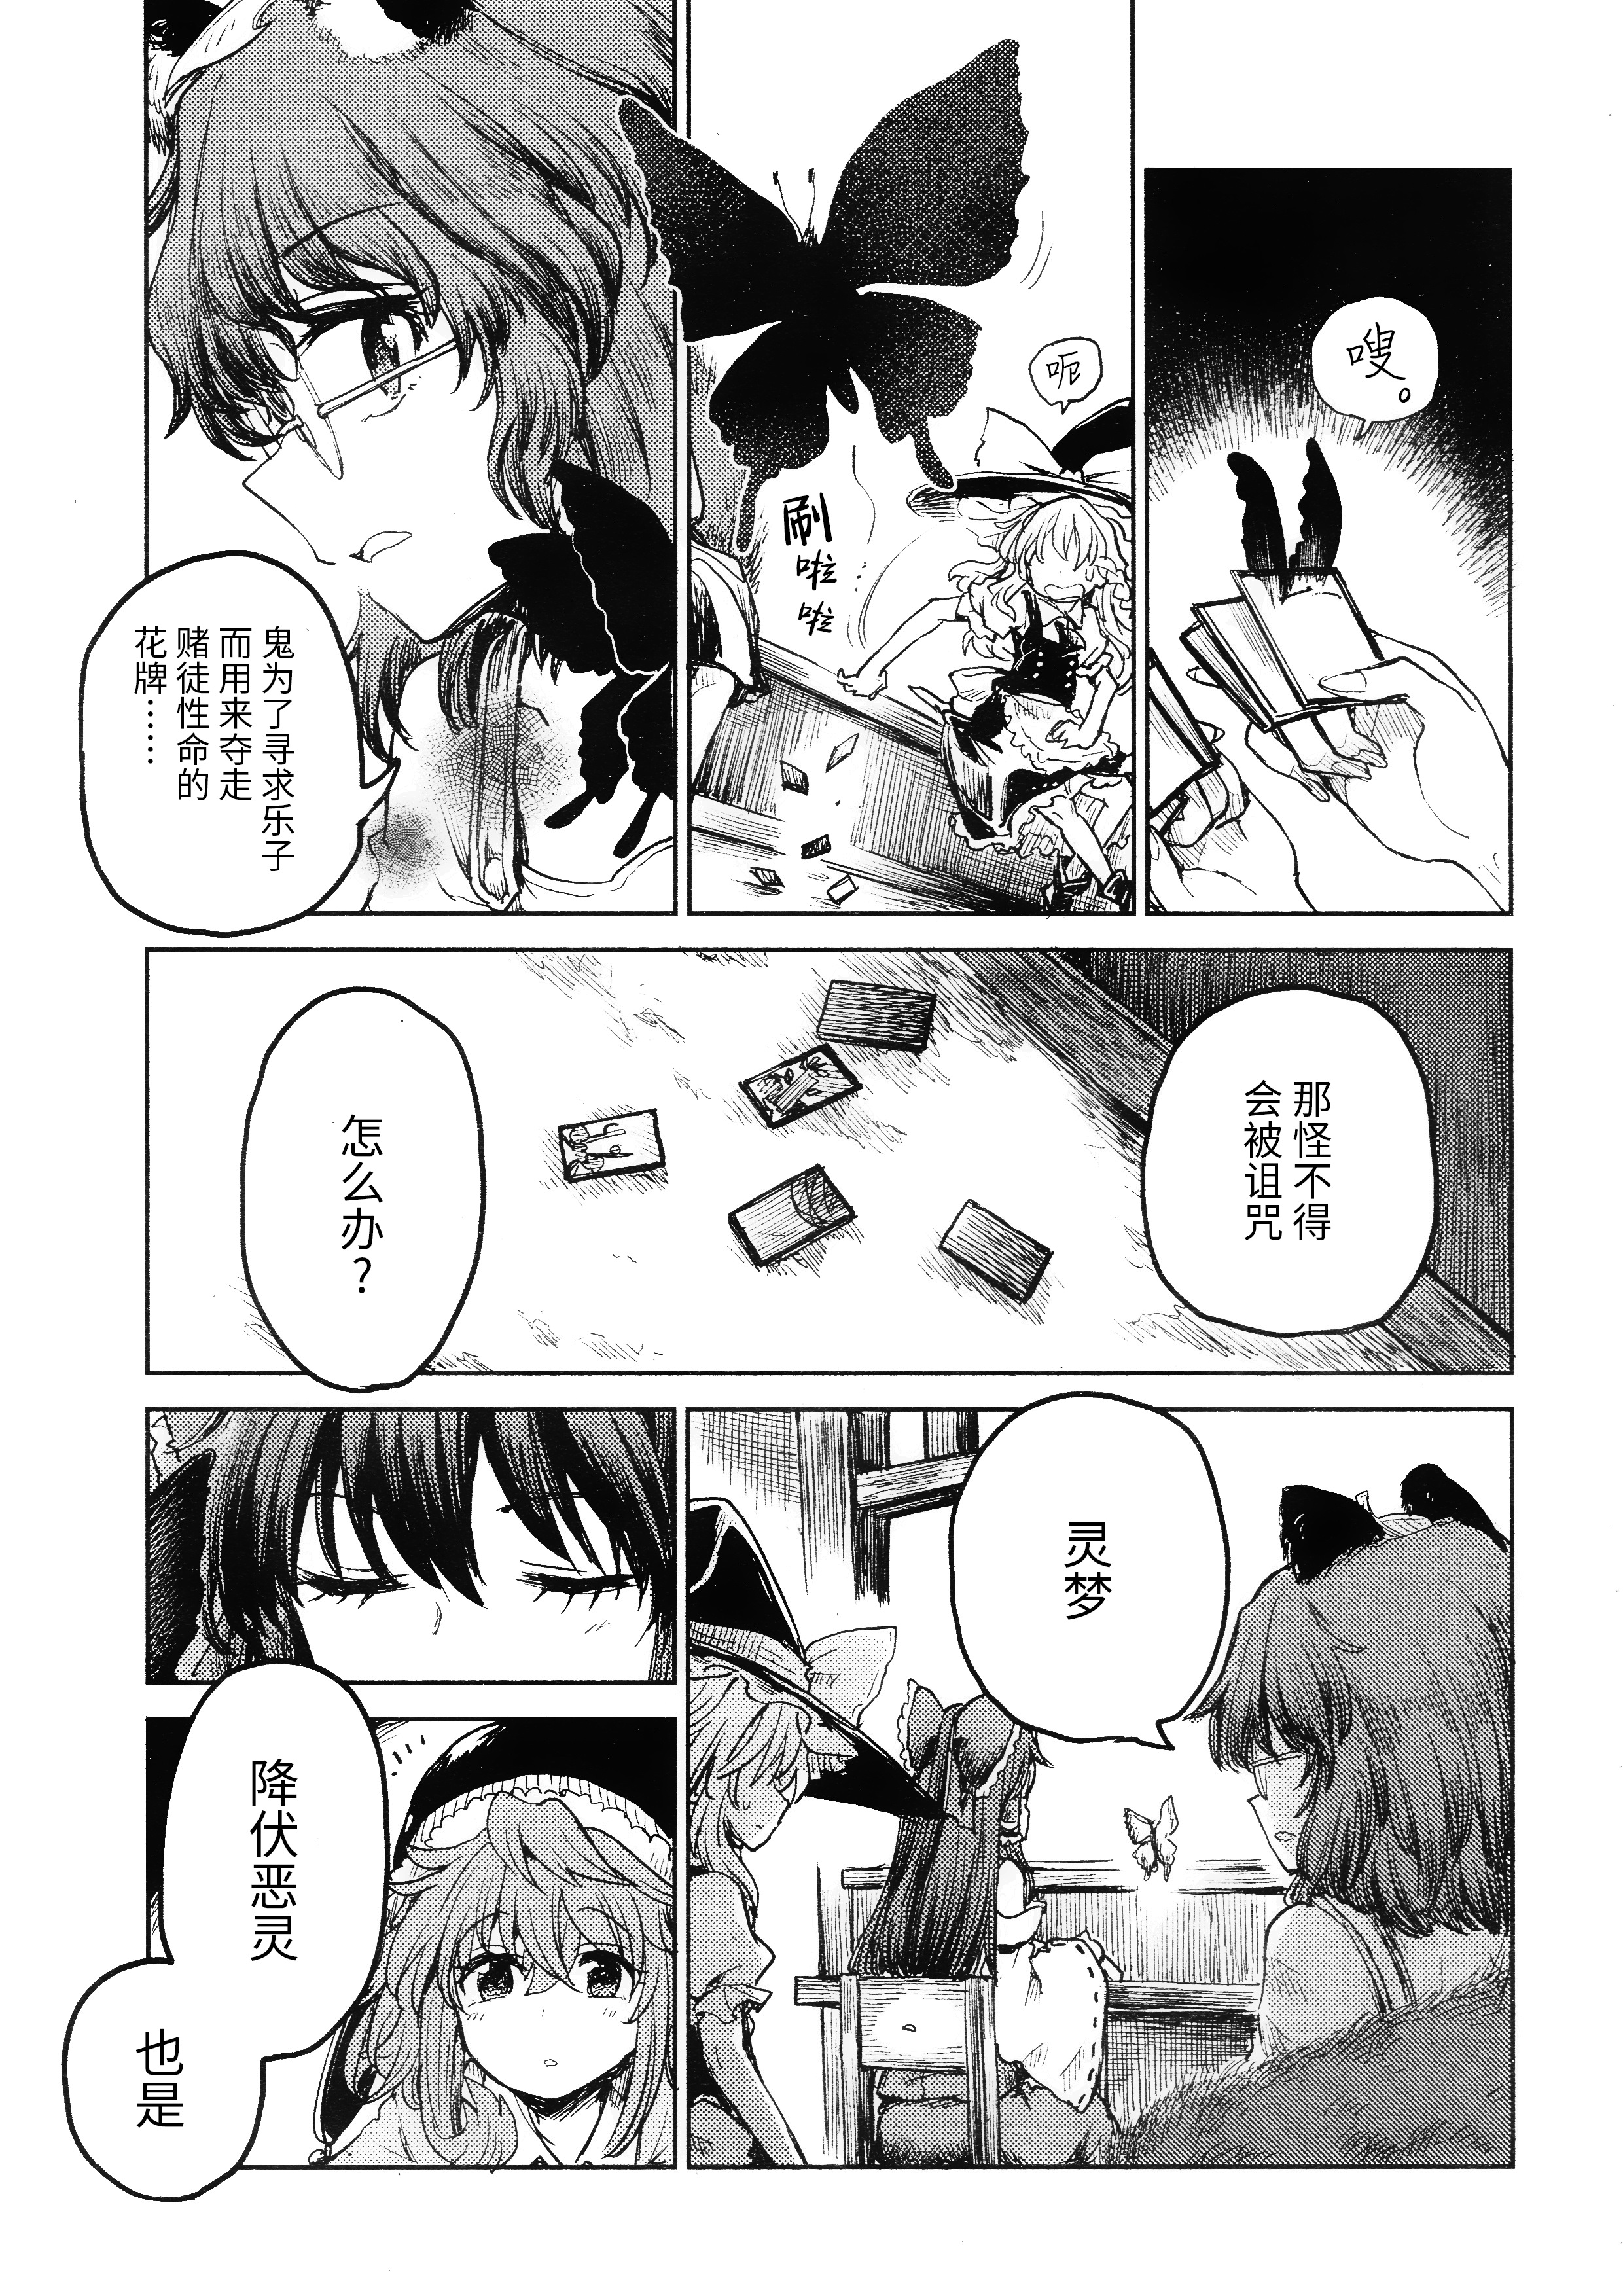 嗖。
呃
刷啦啦
鬼为了寻求乐子
而用来夺走
赌徒性命的
花牌……
那怪不得
会被诅咒
怎么办?
灵梦
降伏恶灵
也是